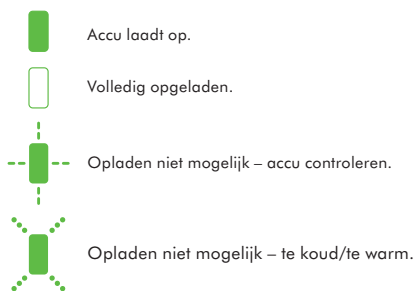 Accu laadt op.
Volledig opgeladen.
Opladen niet mogelijk – accu controleren.
Opladen niet mogelijk – te koud/te warm.